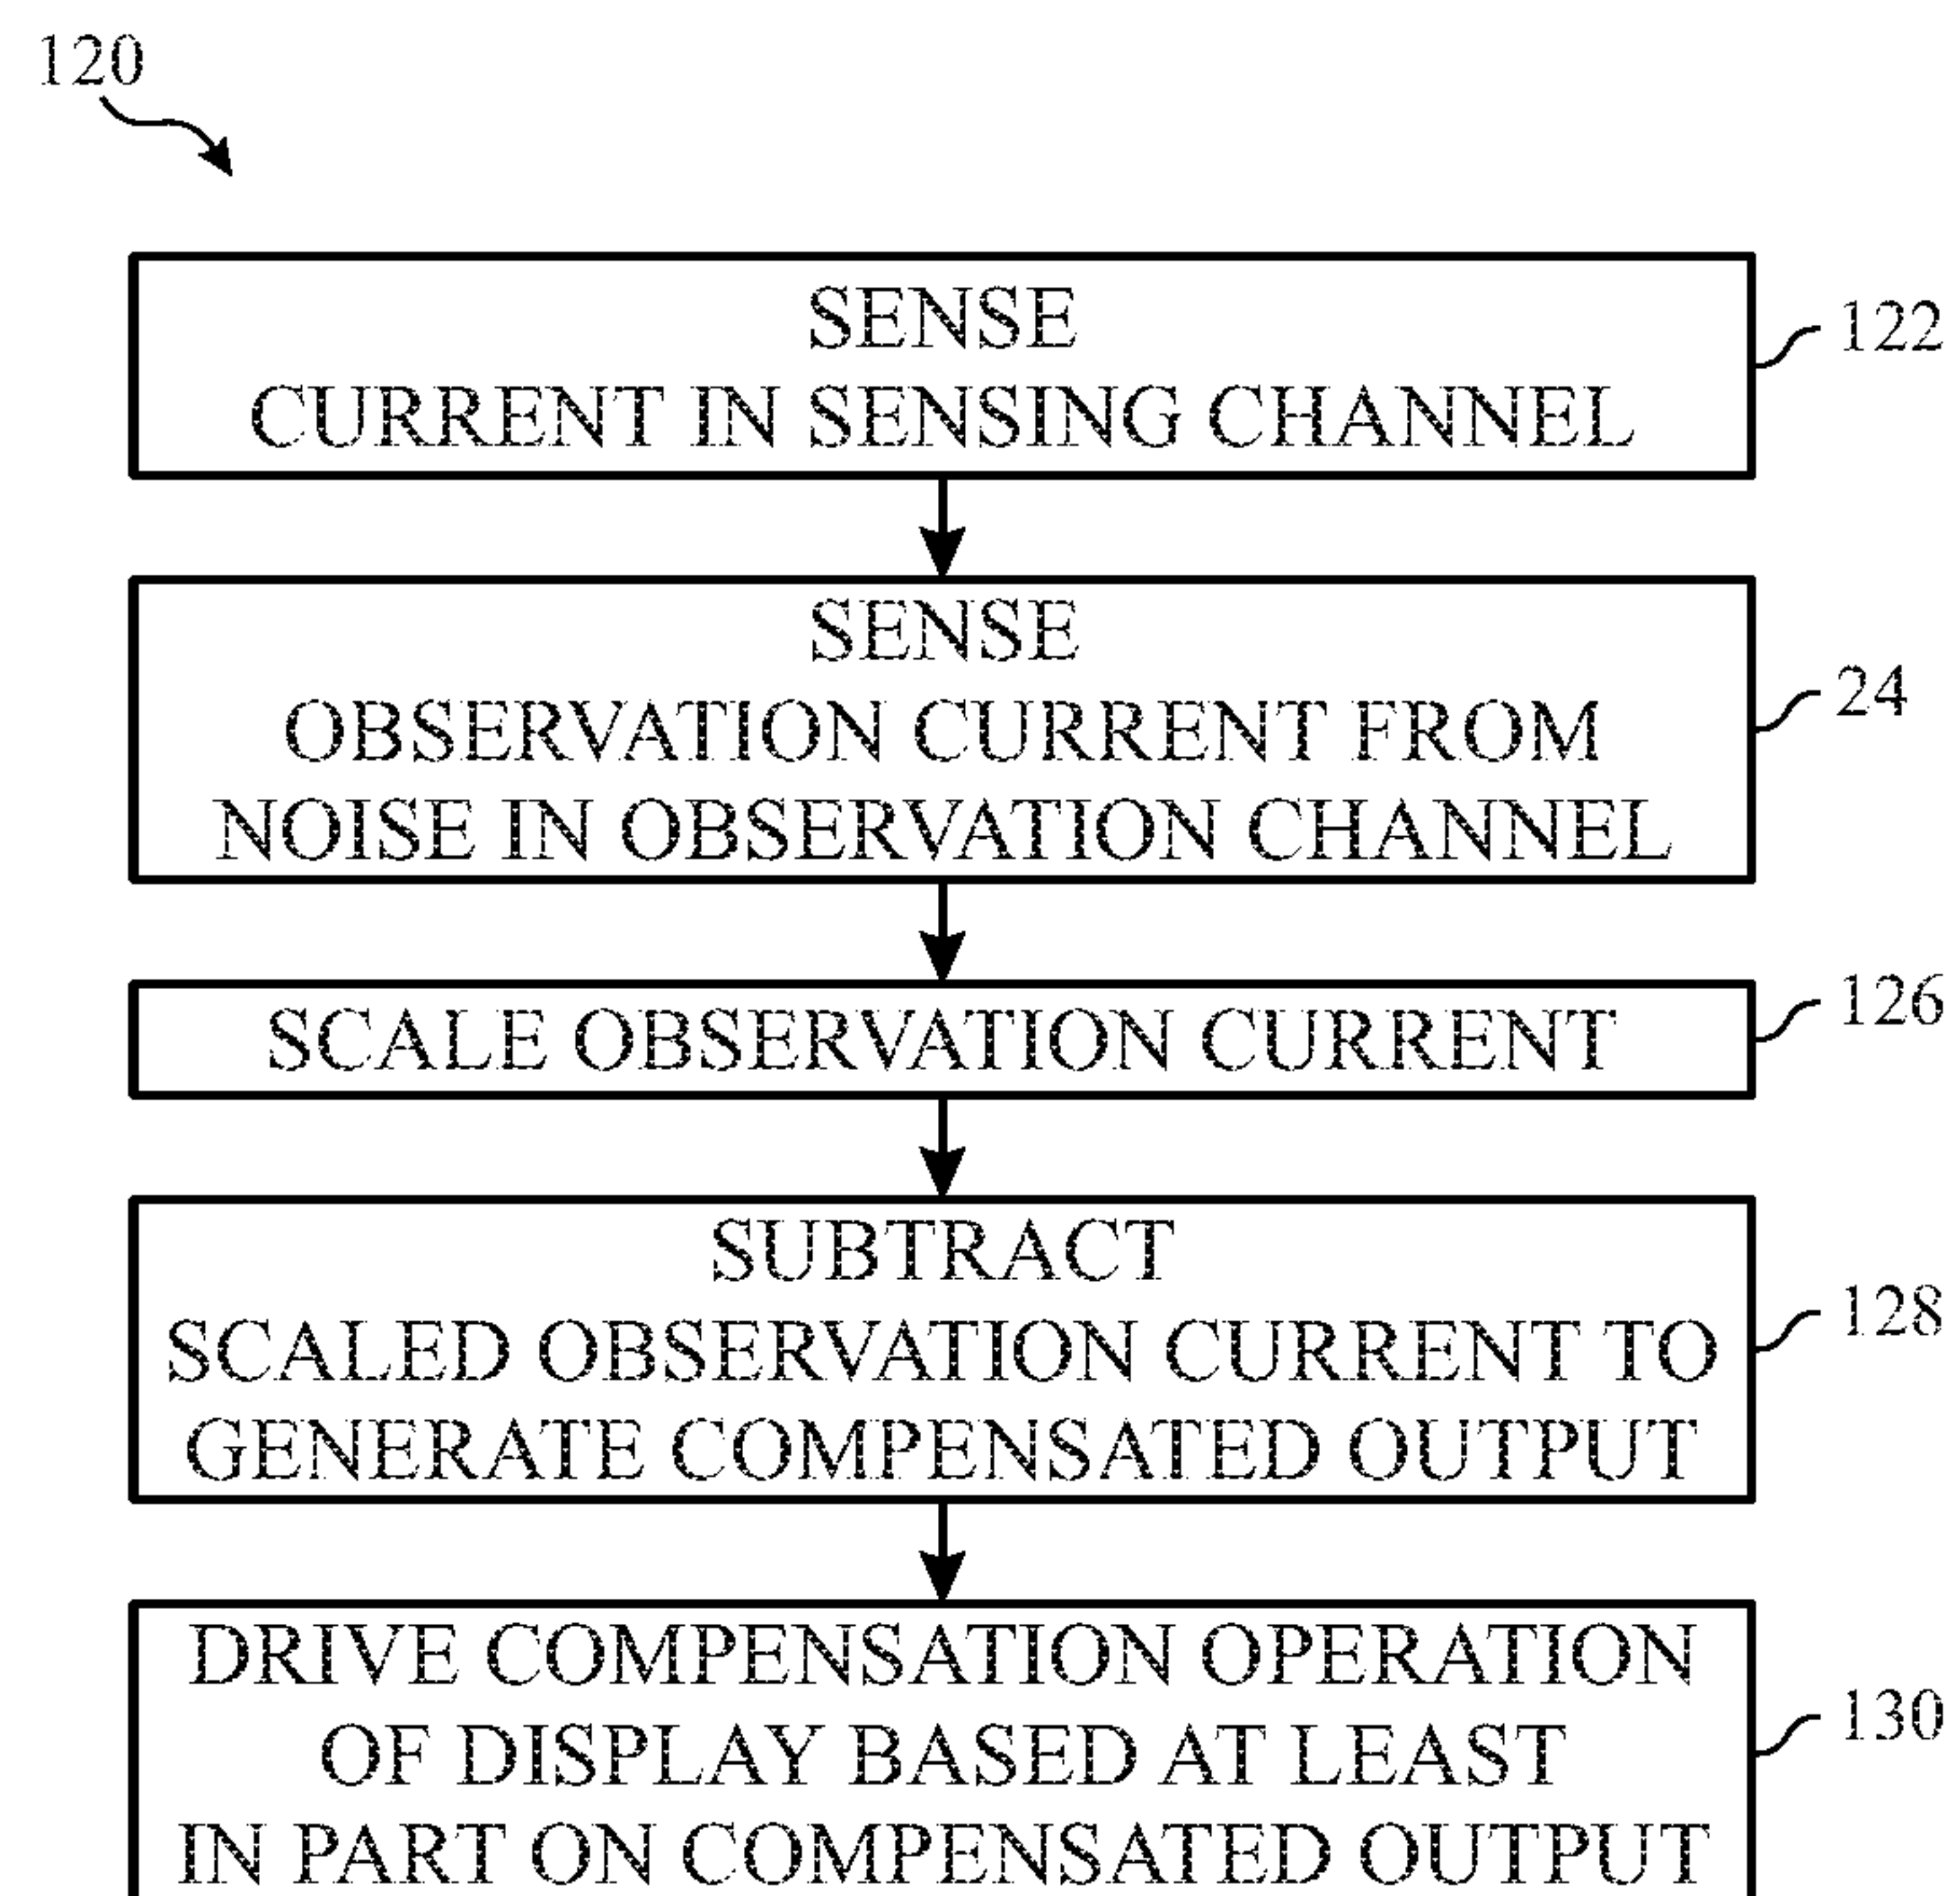 120
SENSE
CURRENT IN SENSING CHANNEL
122
SENSE
OBSERVATION CURRENT FROM
NOISE IN OBSERVATION CHANNEL
24
SCALE OBSERVATION CURRENT
126
SUBTRACT
SCALED OBSERVATION CURRENT TO
GENERATE COMPENSATED OUTPUT
128
DRIVE COMPENSATION OPERATION
OF DISPLAY BASED AT LEAST
IN PART ON COMPENSATED OUTPUT
130